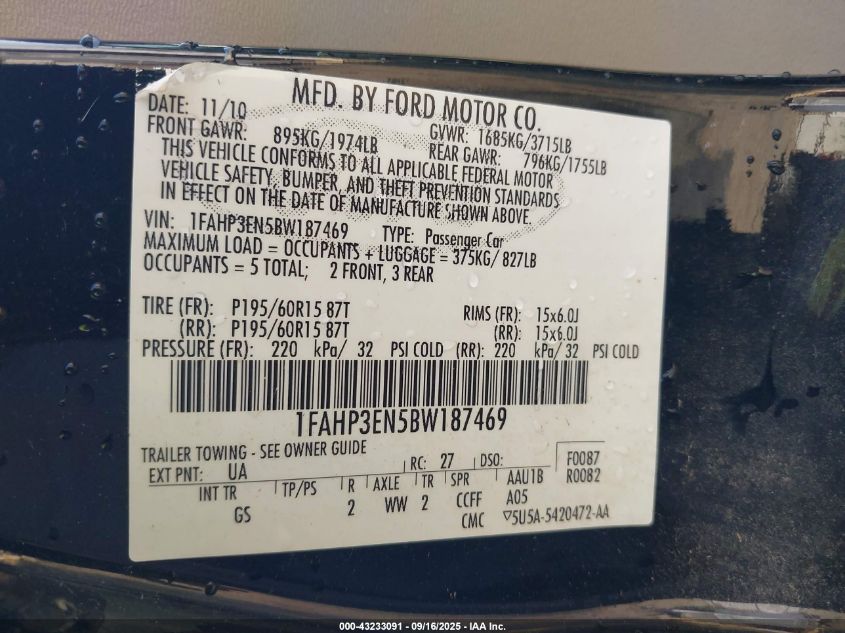 MFD. BY FORD MOTOR CO.
DATE: 11/10 GVWR: 1685KG/3715LB
FRONT GAWR: 895KG/1974LB REAR GAWR: 796KG/1755LB
THIS VEHICLE CONFORMS TO ALL APPLICABLE FEDERAL MOTOR
VEHICLE SAFETY, BUMPER, AND THEFT PREVENTION STANDARDS
IN EFFECT ON THE DATE OF MANUFACTURE SHOWN ABOVE.
VIN: 1FAHP3EN5BW187469 TYPE: Passenger Car
MAXIMUM LOAD = OCCUPANTS + LUGGAGE = 375KG/ 827LB
OCCUPANTS = 5 TOTAL; 2 FRONT, 3 REAR
TIRE (FR): P195/60R15 87T RIMS (FR): 15x6.0J
(RR): P195/60R15 87T (RR): 15x6.0J
PRESSURE (FR): 220 kPa/ 32 PSI COLD (RR): 220 kPa/ 32 PSI COLD
1FAHP3EN5BW187469
TRAILER TOWING - SEE OWNER GUIDE
EXT PNT: UA RC: 27 DSO: F0087
R0082
INT TR TP/PS R AXLE TR SPR AAU1B
GS 2 WW 2 CCFF A05
CMC ▽5U5A-5420472-AA
000-43233091 - 09/16/2025 - IAA Inc.